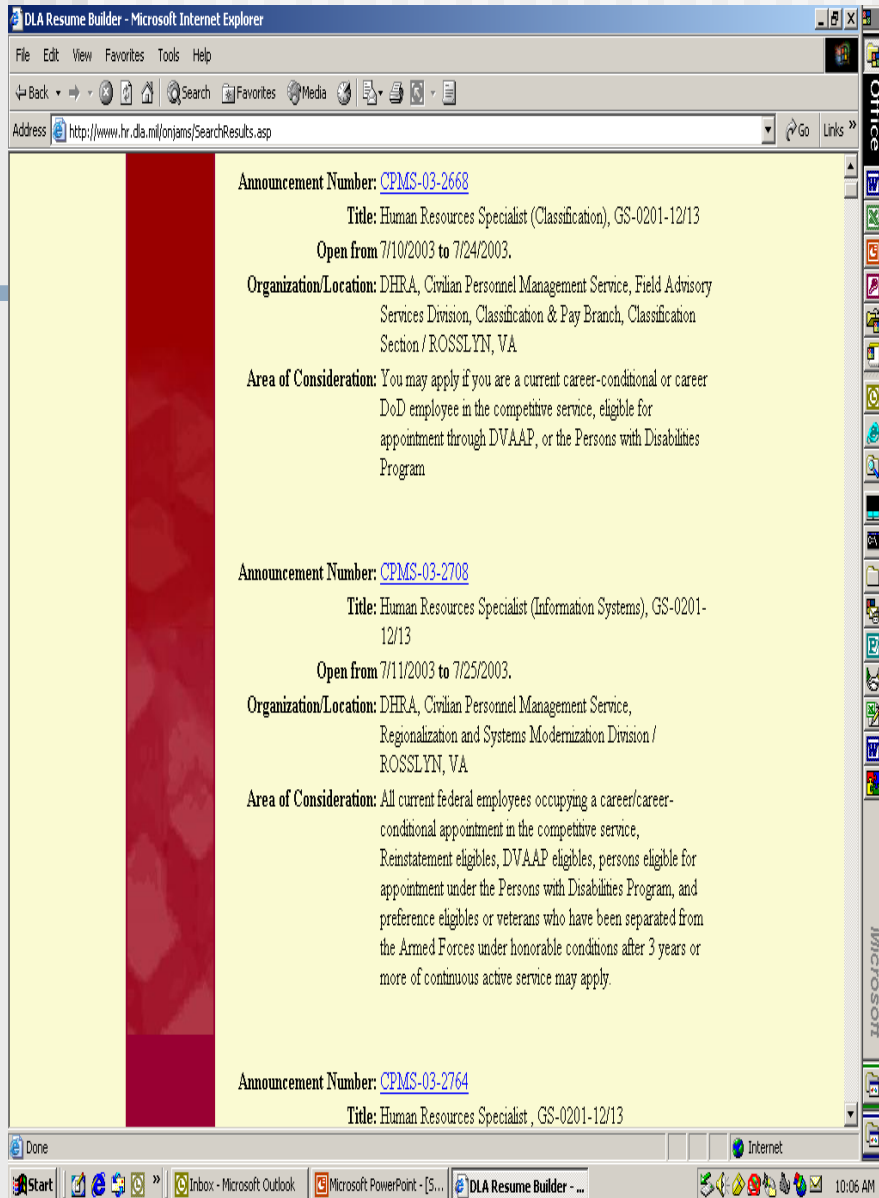 DLA Resume Builder - Microsoft Internet Explorer
File Edit View Favorites Tools Help
Back Search Favorites Media
Address http://www.hr.dla.mil/onjams/SearchResults.asp Go Links »
Office
Announcement Number: CPMS-03-2668
Title: Human Resources Specialist (Classification), GS-0201-12/13
Open from 7/10/2003 to 7/24/2003.
Organization/Location: DHRA, Civilian Personnel Management Service, Field Advisory
Services Division, Classification & Pay Branch, Classification
Section / ROSSLYN, VA
Area of Consideration: You may apply if you are a current career-conditional or career
DoD employee in the competitive service, eligible for
appointment through DVAAP, or the Persons with Disabilities
Program
Announcement Number: CPMS-03-2708
Title: Human Resources Specialist (Information Systems), GS-0201-
12/13
Open from 7/11/2003 to 7/25/2003.
Organization/Location: DHRA, Civilian Personnel Management Service,
Regionalization and Systems Modernization Division /
ROSSLYN, VA
Area of Consideration: All current federal employees occupying a career/career-
conditional appointment in the competitive service,
Reinstatement eligibles, DVAAP eligibles, persons eligible for
appointment under the Persons with Disabilities Program, and
preference eligibles or veterans who have been separated from
the Armed Forces under honorable conditions after 3 years or
more of continuous active service may apply.
Microsoft
Announcement Number: CPMS-03-2764
Title: Human Resources Specialist , GS-0201-12/13
Done Internet
Start » Inbox - Microsoft Outlook Microsoft PowerPoint - [S... DLA Resume Builder - ... 10:06 AM